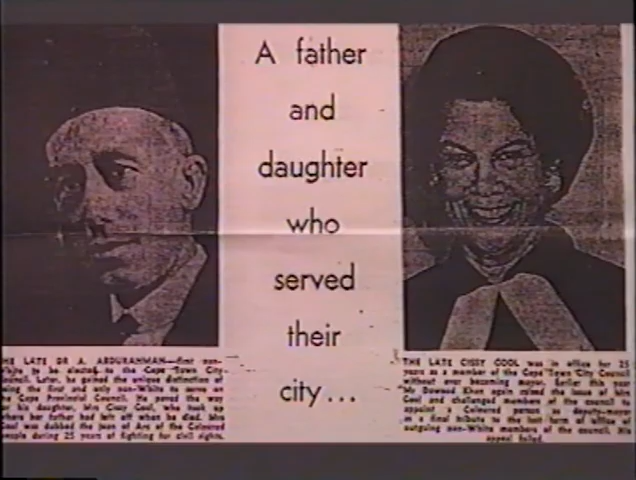 A father
and
daughter
who
served
their
city...
HE LATE DR A. ABDURAHMAN—first non-
White to be elected to the Cape Town City
Council. Later, he gained the unique distinction of
being the first and only non-White to serve on
the Cape Provincial Council. He paved the way
for his daughter, Mrs Cissy Gool, who took
where her father had left off when he died. Mrs
Gool was dubbed the Joan of Arc of the Coloured
people during 25 years of fighting for civil rights.
THE LATE CISSY GOOL was in office for 25
years as a member of the Cape Town City Council
without ever becoming mayor. Earlier this year
Mr Dawood Khan again raised the issue of Mrs
Gool and challenged members of the council to
appoint a Coloured person as deputy-mayor
as a final tribute to the last term of office of
outgoing non-White members of the council. His
appeal failed.